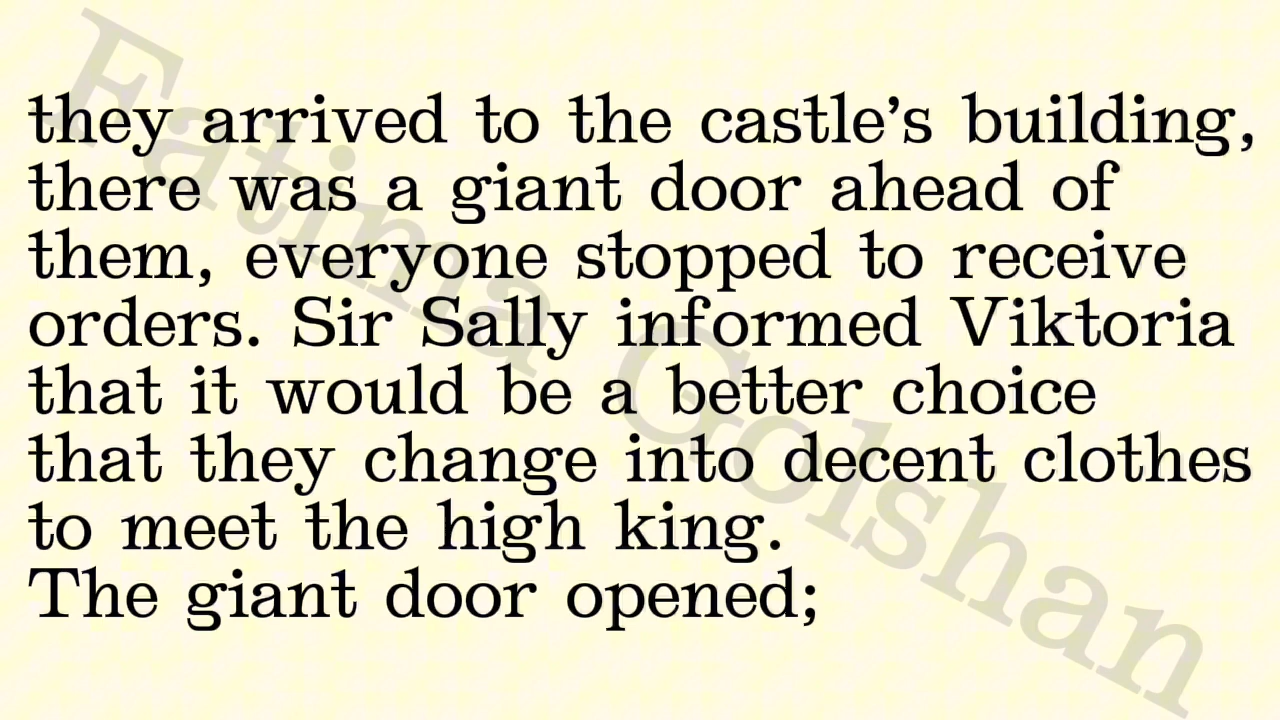 they arrived to the castle’s building,
there was a giant door ahead of
them, everyone stopped to receive
orders. Sir Sally informed Viktoria
that it would be a better choice
that they change into decent clothes
to meet the high king.
The giant door opened;
Fatima Golshan